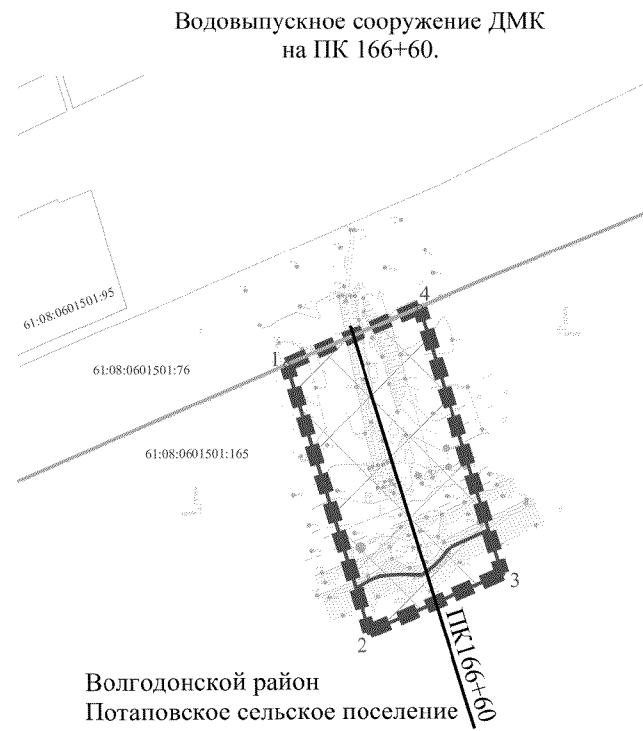 Водовыпускное сооружение ДМК
на ПК 166+60.
61:08:0601501:95
4
1
61:08:0601501:76
61:08:0601501:165
3
2
ПК166+60
Волгодонской район
Потаповское сельское поселение